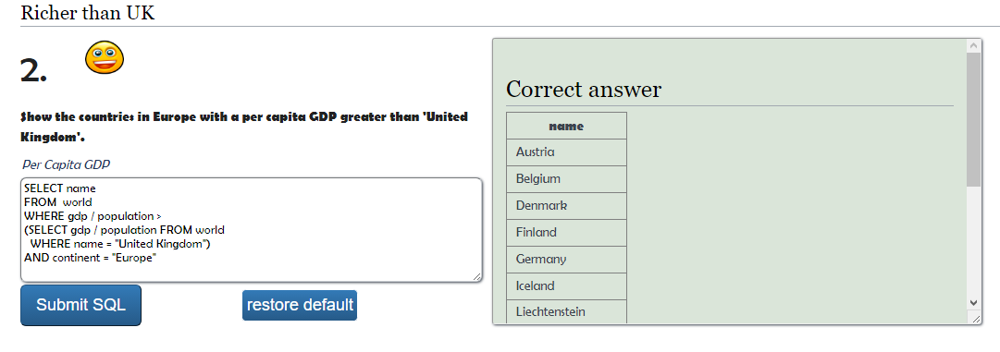 Richer than UK
2.
Show the countries in Europe with a per capita GDP greater than 'United
Kingdom'.
Per Capita GDP
SELECT name
FROM  world
WHERE gdp / population >
(SELECT gdp / population FROM world
  WHERE name = "United Kingdom")
AND continent = "Europe"
Submit SQL
restore default
Correct answer
name
Austria
Belgium
Denmark
Finland
Germany
Iceland
Liechtenstein